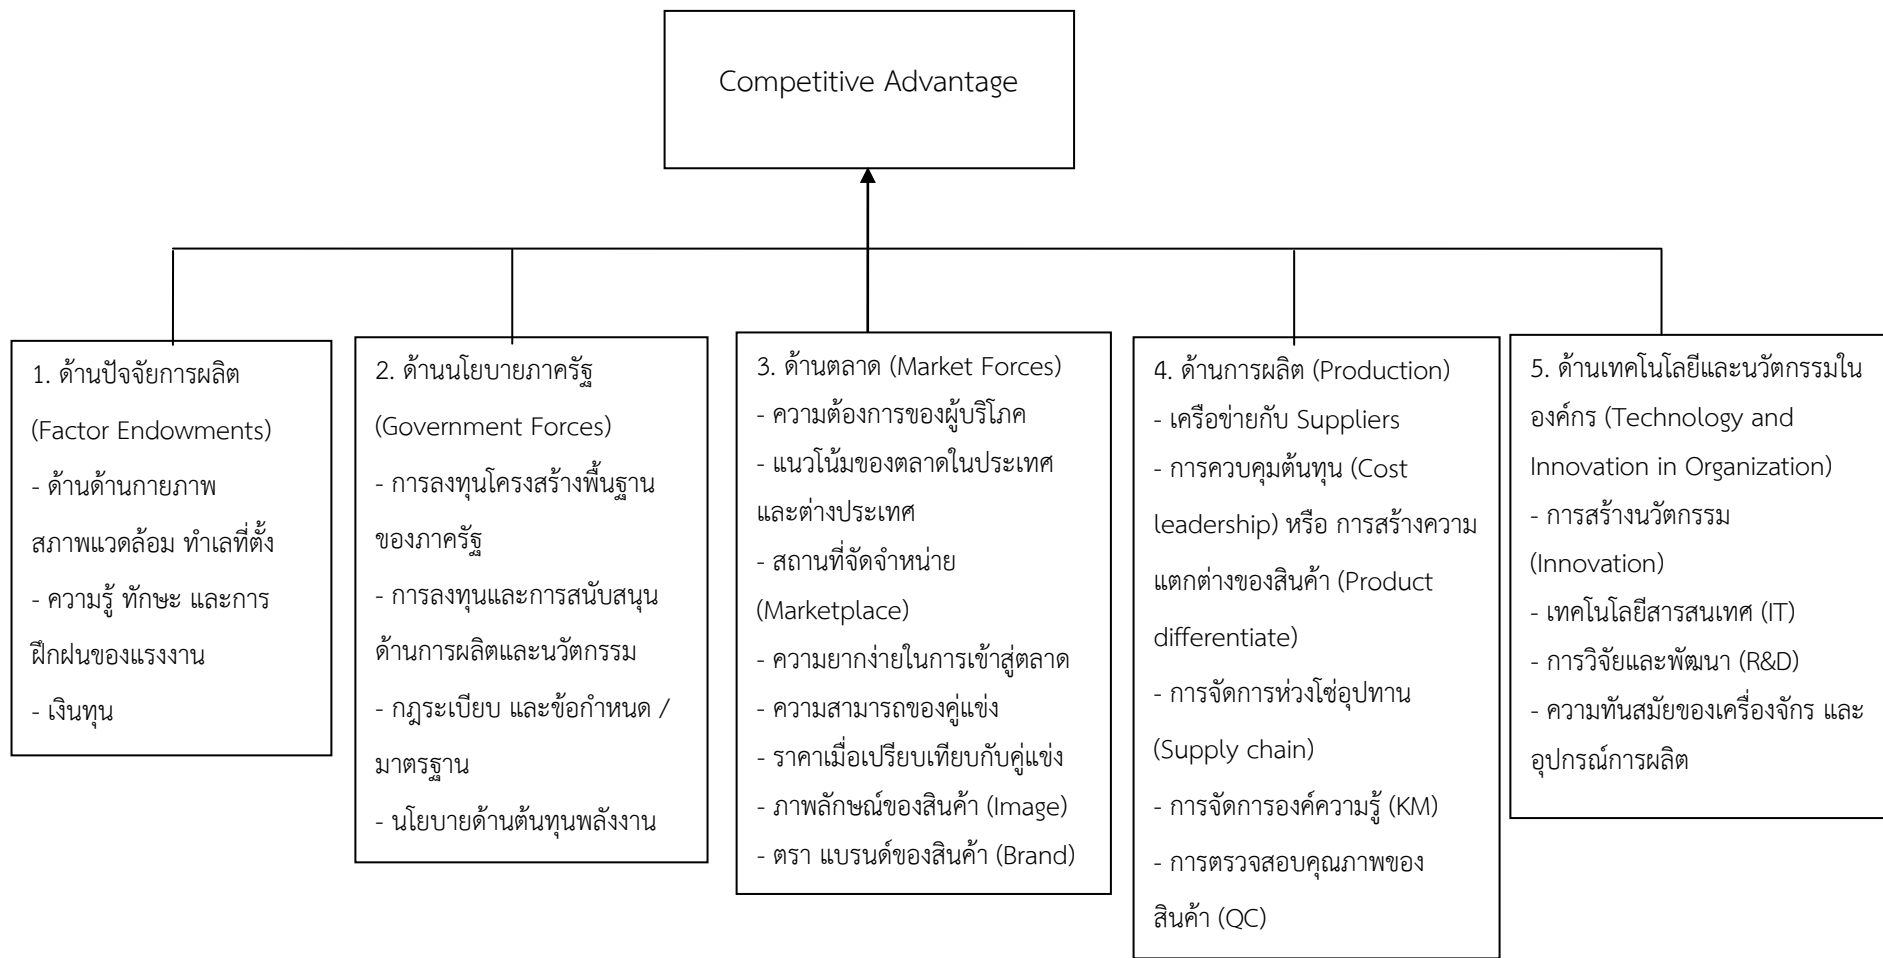 Competitive Advantage
1. ด้านปัจจัยการผลิต
(Factor Endowments)
- ด้านด้านกายภาพ
สภาพแวดล้อม ทำเลที่ตั้ง
- ความรู้ ทักษะ และการ
ฝึกฝนของแรงงาน
- เงินทุน
2. ด้านนโยบายภาครัฐ
(Government Forces)
- การลงทุนโครงสร้างพื้นฐาน
ของภาครัฐ
- การลงทุนและการสนับสนุน
ด้านการผลิตและนวัตกรรม
- กฎระเบียบ และข้อกำหนด /
มาตรฐาน
- นโยบายด้านต้นทุนพลังงาน
3. ด้านตลาด (Market Forces)
- ความต้องการของผู้บริโภค
- แนวโน้มของตลาดในประเทศ
และต่างประเทศ
- สถานที่จัดจำหน่าย
(Marketplace)
- ความยากง่ายในการเข้าสู่ตลาด
- ความสามารถของคู่แข่ง
- ราคาเมื่อเปรียบเทียบกับคู่แข่ง
- ภาพลักษณ์ของสินค้า (Image)
- ตรา แบรนด์ของสินค้า (Brand)
4. ด้านการผลิต (Production)
- เครือข่ายกับ Suppliers
- การควบคุมต้นทุน (Cost
leadership) หรือ การสร้างความ
แตกต่างของสินค้า (Product
differentiate)
- การจัดการห่วงโซ่อุปทาน
(Supply chain)
- การจัดการองค์ความรู้ (KM)
- การตรวจสอบคุณภาพของ
สินค้า (QC)
5. ด้านเทคโนโลยีและนวัตกรรมใน
องค์กร (Technology and
Innovation in Organization)
- การสร้างนวัตกรรม
(Innovation)
- เทคโนโลยีสารสนเทศ (IT)
- การวิจัยและพัฒนา (R&D)
- ความทันสมัยของเครื่องจักร และ
อุปกรณ์การผลิต